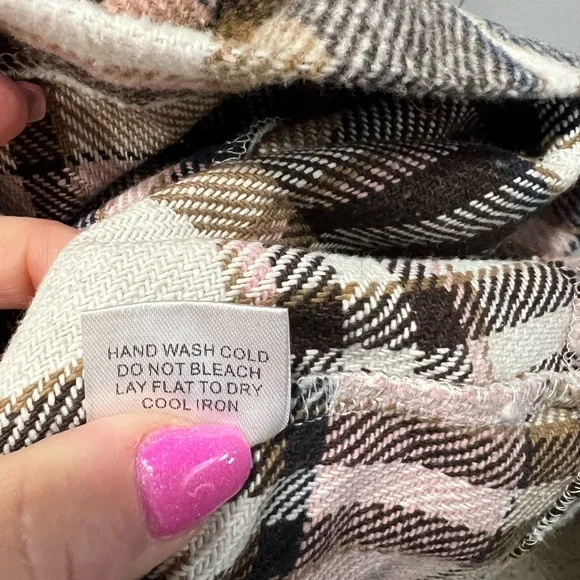 HAND WASH COLD
DO NOT BLEACH
LAY FLAT TO DRY
COOL IRON